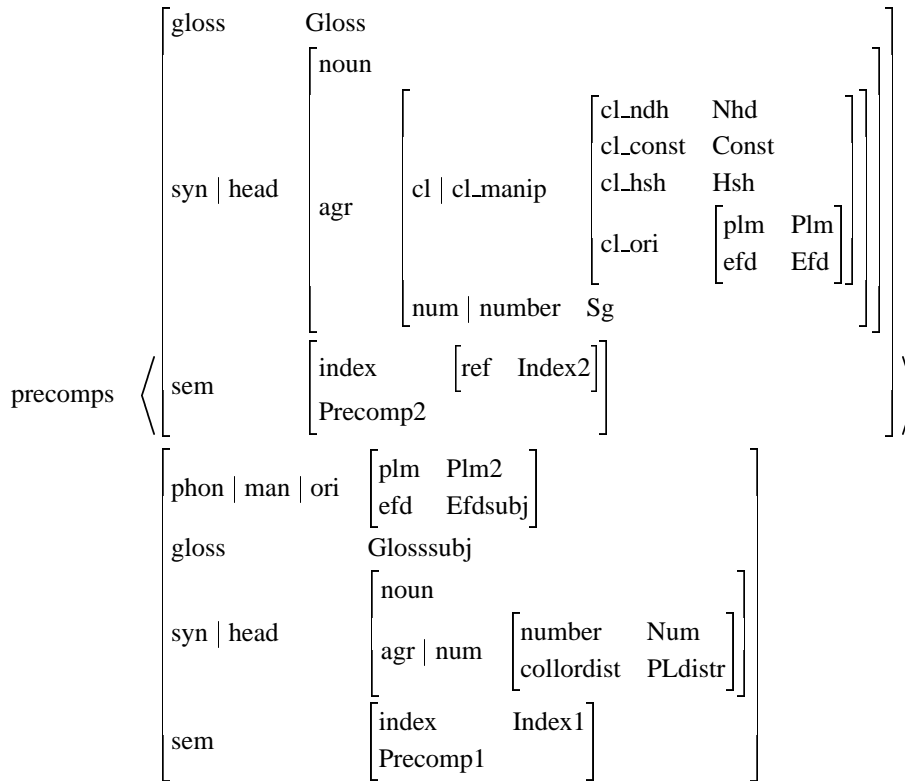 gloss Gloss
noun
cl_ndh Nhd
cl_const Const
cl_hsh Hsh
syn | head agr cl | cl_manip cl_ori plm Plm
efd Efd
num | number Sg
precomps sem index ref Index2
Precomp2
phon | man | ori plm Plm2
efd Efdsubj
gloss Glosssubj
syn | head noun
agr | num number Num
collordist PLdistr
sem index Index1
Precomp1